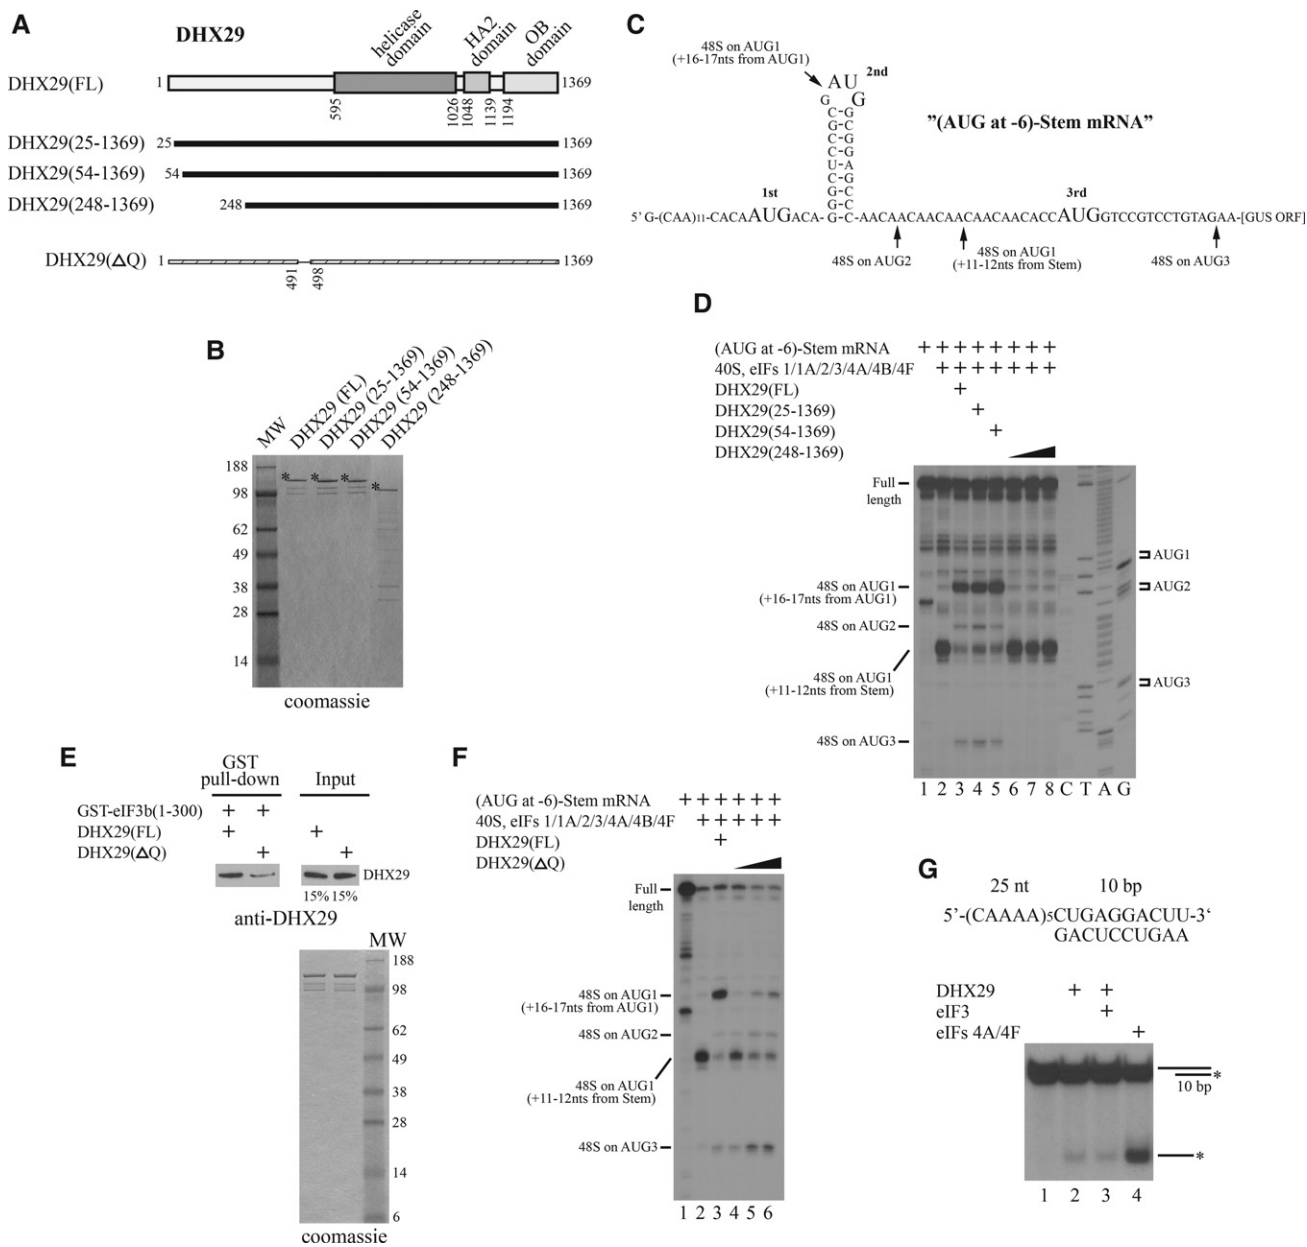 A
DHX29
helicase domain
HA2 domain
OB domain
DHX29(FL) 1 1369
595 1026 1048 1139 1194
DHX29(25-1369) 25 1369
DHX29(54-1369) 54 1369
DHX29(248-1369) 248 1369
DHX29(ΔQ) 1 1369
491 498
B
MW DHX29 (FL) DHX29 (25-1369) DHX29 (54-1369) DHX29 (248-1369)
188
98
62
49
38
28
14
* * * *
coomassie
C
48S on AUG1
(+16-17nts from AUG1)
2nd
AUG
"(AUG at -6)-Stem mRNA"
G
C-G
G-C
C-G
C-G
U-A
C-G
G-C
G-C
1st
3rd
5' G-(CAA)11-CACAAUGACA-G-C-AACAACAACAACAACAACACCAUGGUCCGUCCUGUAGAA-[GUS ORF]
48S on AUG2
48S on AUG1
(+11-12nts from Stem)
48S on AUG3
D
(AUG at -6)-Stem mRNA + + + + + + + +
40S, eIFs 1/1A/2/3/4A/4B/4F + + + + + + +
DHX29(FL) +
DHX29(25-1369) +
DHX29(54-1369) +
DHX29(248-1369)
Full length
48S on AUG1
(+16-17nts from AUG1)
48S on AUG2
48S on AUG1
(+11-12nts from Stem)
48S on AUG3
AUG1
AUG2
AUG3
1 2 3 4 5 6 7 8 C T A G
E
GST pull-down
Input
GST-eIF3b(1-300) + +
DHX29(FL) + +
DHX29(ΔQ) + +
DHX29
15% 15%
anti-DHX29
MW
188
98
62
49
38
28
14
6
coomassie
F
(AUG at -6)-Stem mRNA + + + + + +
40S, eIFs 1/1A/2/3/4A/4B/4F + + + + +
DHX29(FL) +
DHX29(ΔQ)
Full length
48S on AUG1
(+16-17nts from AUG1)
48S on AUG2
48S on AUG1
(+11-12nts from Stem)
48S on AUG3
1 2 3 4 5 6
G
25 nt 10 bp
5'-(CAAAA)5CUGAGGACUU-3'
GACUCCUGAA
DHX29 + +
eIF3 +
eIFs 4A/4F +
*
10 bp
*
1 2 3 4